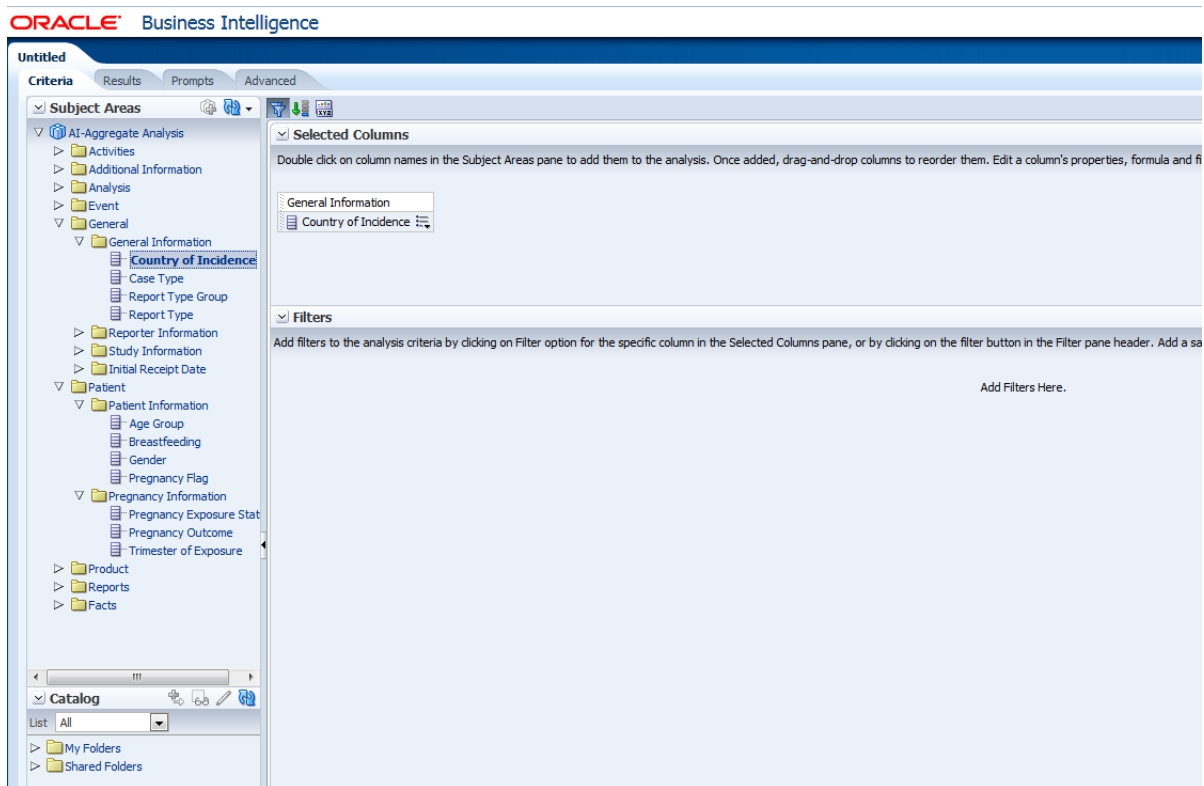 ORACLE Business Intelligence
Untitled
Criteria Results Prompts Advanced
Subject Areas
AI-Aggregate Analysis
Activities
Additional Information
Analysis
Event
General
General Information
Country of Incidence
Case Type
Report Type Group
Report Type
Reporter Information
Study Information
Initial Receipt Date
Patient
Patient Information
Age Group
Breastfeeding
Gender
Pregnancy Flag
Pregnancy Information
Pregnancy Exposure Stat
Pregnancy Outcome
Trimester of Exposure
Product
Reports
Facts
Catalog
List All
My Folders
Shared Folders
Selected Columns
Double click on column names in the Subject Areas pane to add them to the analysis. Once added, drag-and-drop columns to reorder them. Edit a column's properties, formula and fi
General Information
Country of Incidence
Filters
Add filters to the analysis criteria by clicking on Filter option for the specific column in the Selected Columns pane, or by clicking on the filter button in the Filter pane header. Add a sa
Add Filters Here.